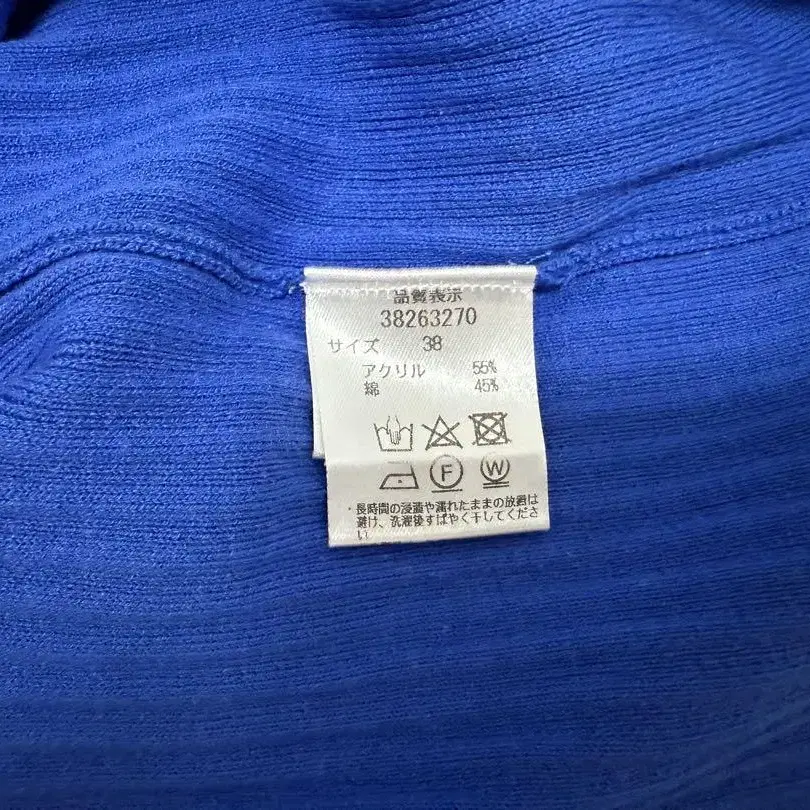 品質表示
38263270
サイズ 38
アクリル 55%
綿 45%
F W
・長時間の浸漬や濡れたままの放置は
避け、洗濯後すばやく干してくださ
い